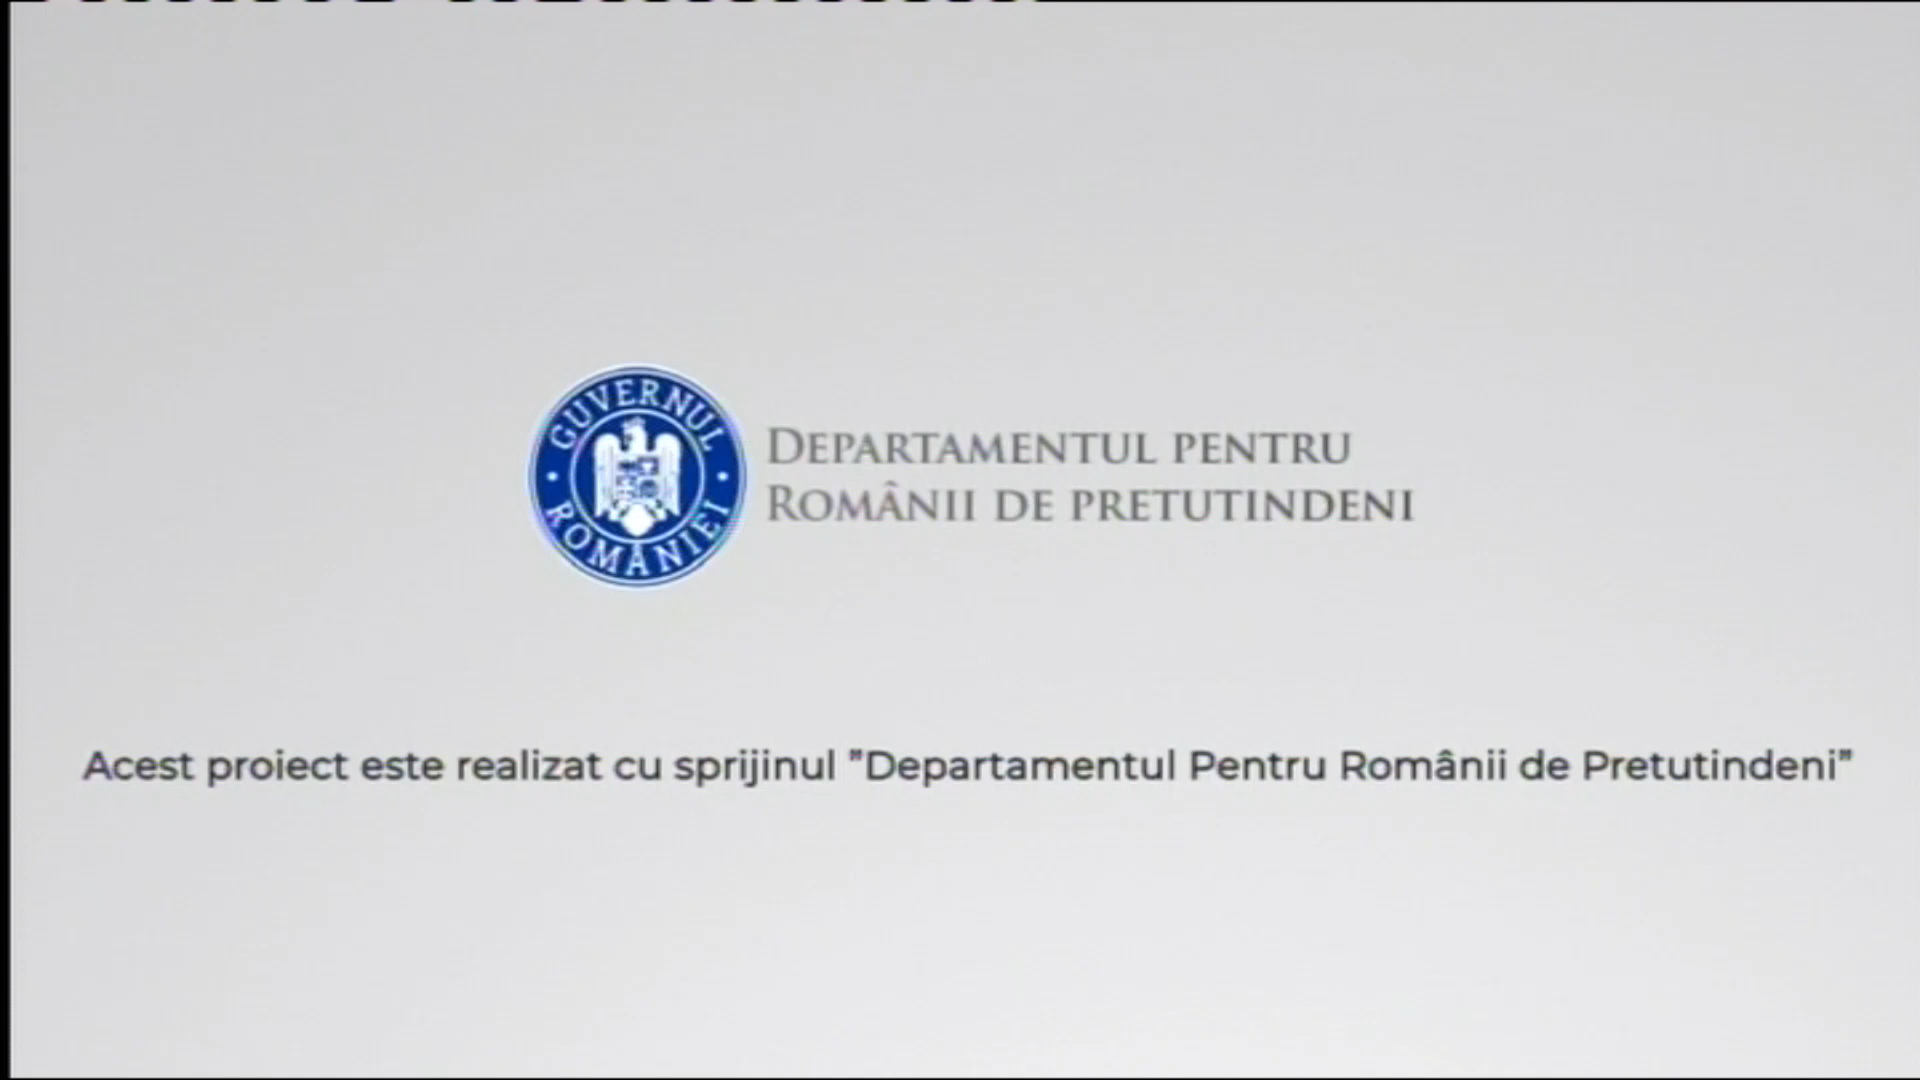 GUVERNUL
ROMÂNIEI
DEPARTAMENTUL PENTRU
ROMÂNII DE PRETUTINDENI
Acest proiect este realizat cu sprijinul "Departamentul Pentru Românii de Pretutindeni"